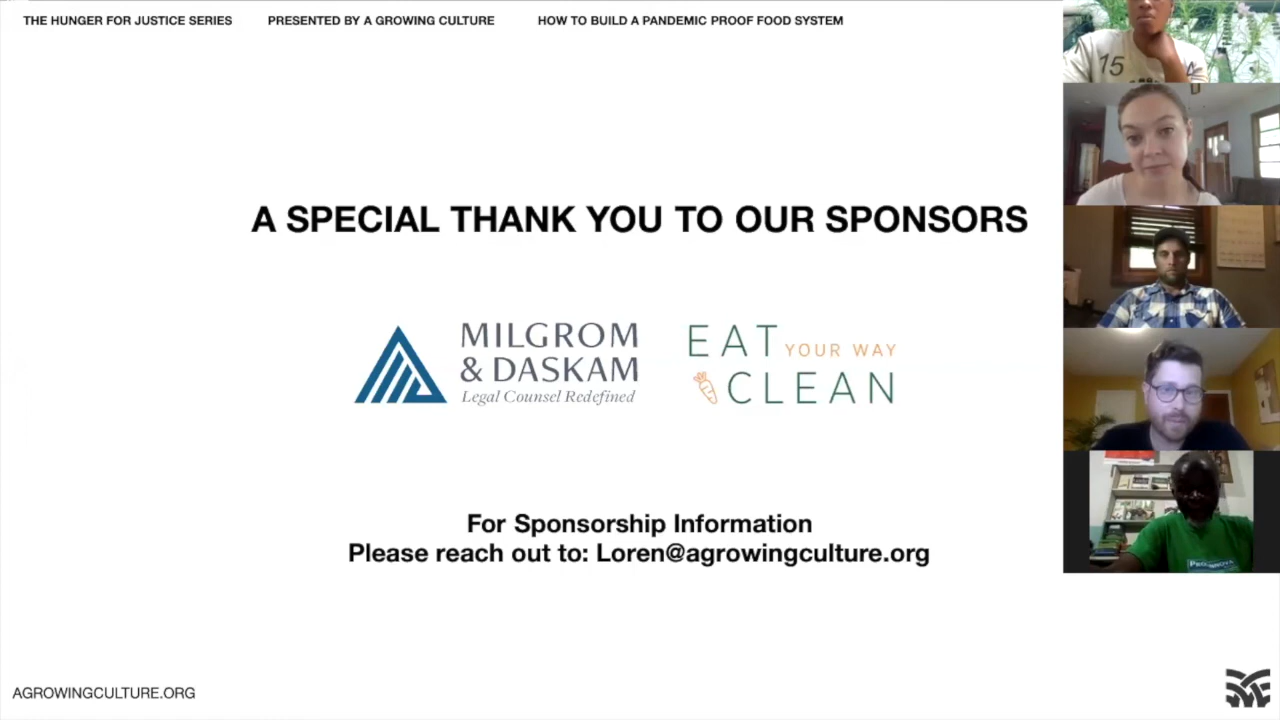 THE HUNGER FOR JUSTICE SERIES
PRESENTED BY A GROWING CULTURE
HOW TO BUILD A PANDEMIC PROOF FOOD SYSTEM
15
A SPECIAL THANK YOU TO OUR SPONSORS
MILGROM
& DASKAM
Legal Counsel Redefined
EAT YOUR WAY
CLEAN
For Sponsorship Information
Please reach out to: Loren@agrowingculture.org
AGROWINGCULTURE.ORG